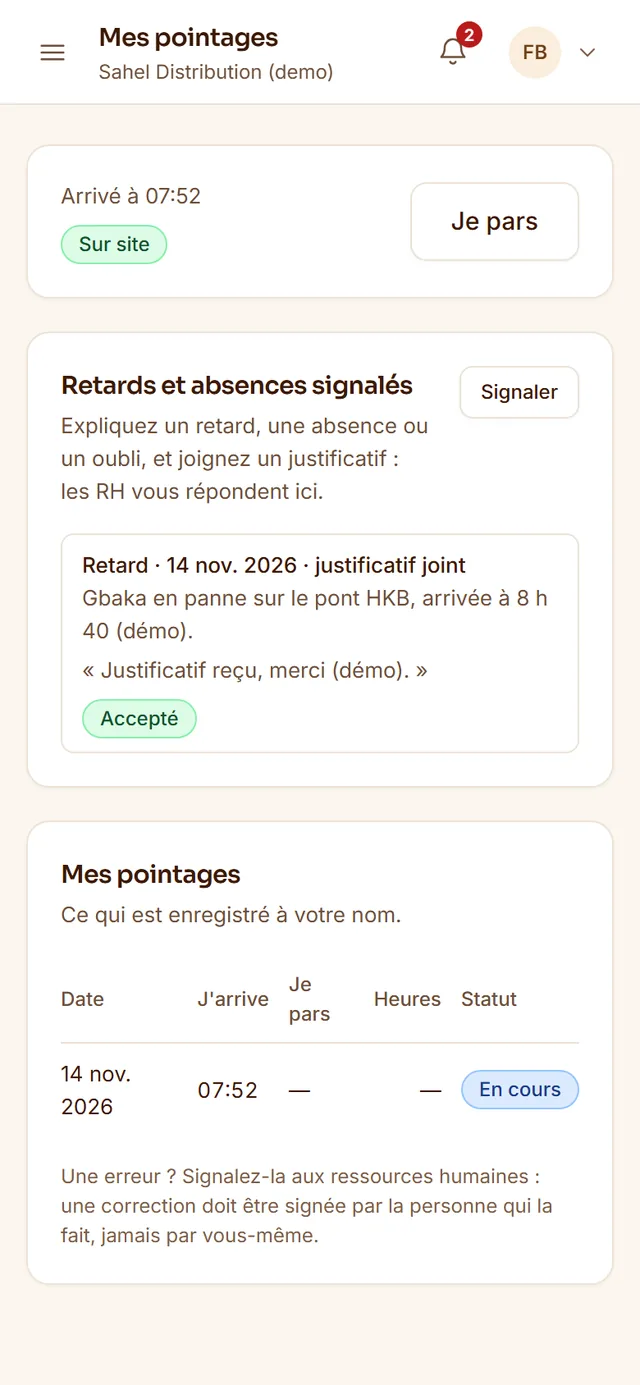 Mes pointages
Sahel Distribution (demo)
2
FB
Arrivé à 07:52
Sur site
Je pars
Retards et absences signalés
Signaler
Expliquez un retard, une absence ou
un oubli, et joignez un justificatif :
les RH vous répondent ici.
Retard · 14 nov. 2026 · justificatif joint
Gbaka en panne sur le pont HKB, arrivée à 8 h
40 (démo).
« Justificatif reçu, merci (démo). »
Accepté
Mes pointages
Ce qui est enregistré à votre nom.
Date J'arrive Je pars Heures Statut
14 nov. 2026 07:52 — — En cours
Une erreur ? Signalez-la aux ressources humaines :
une correction doit être signée par la personne qui la
fait, jamais par vous-même.